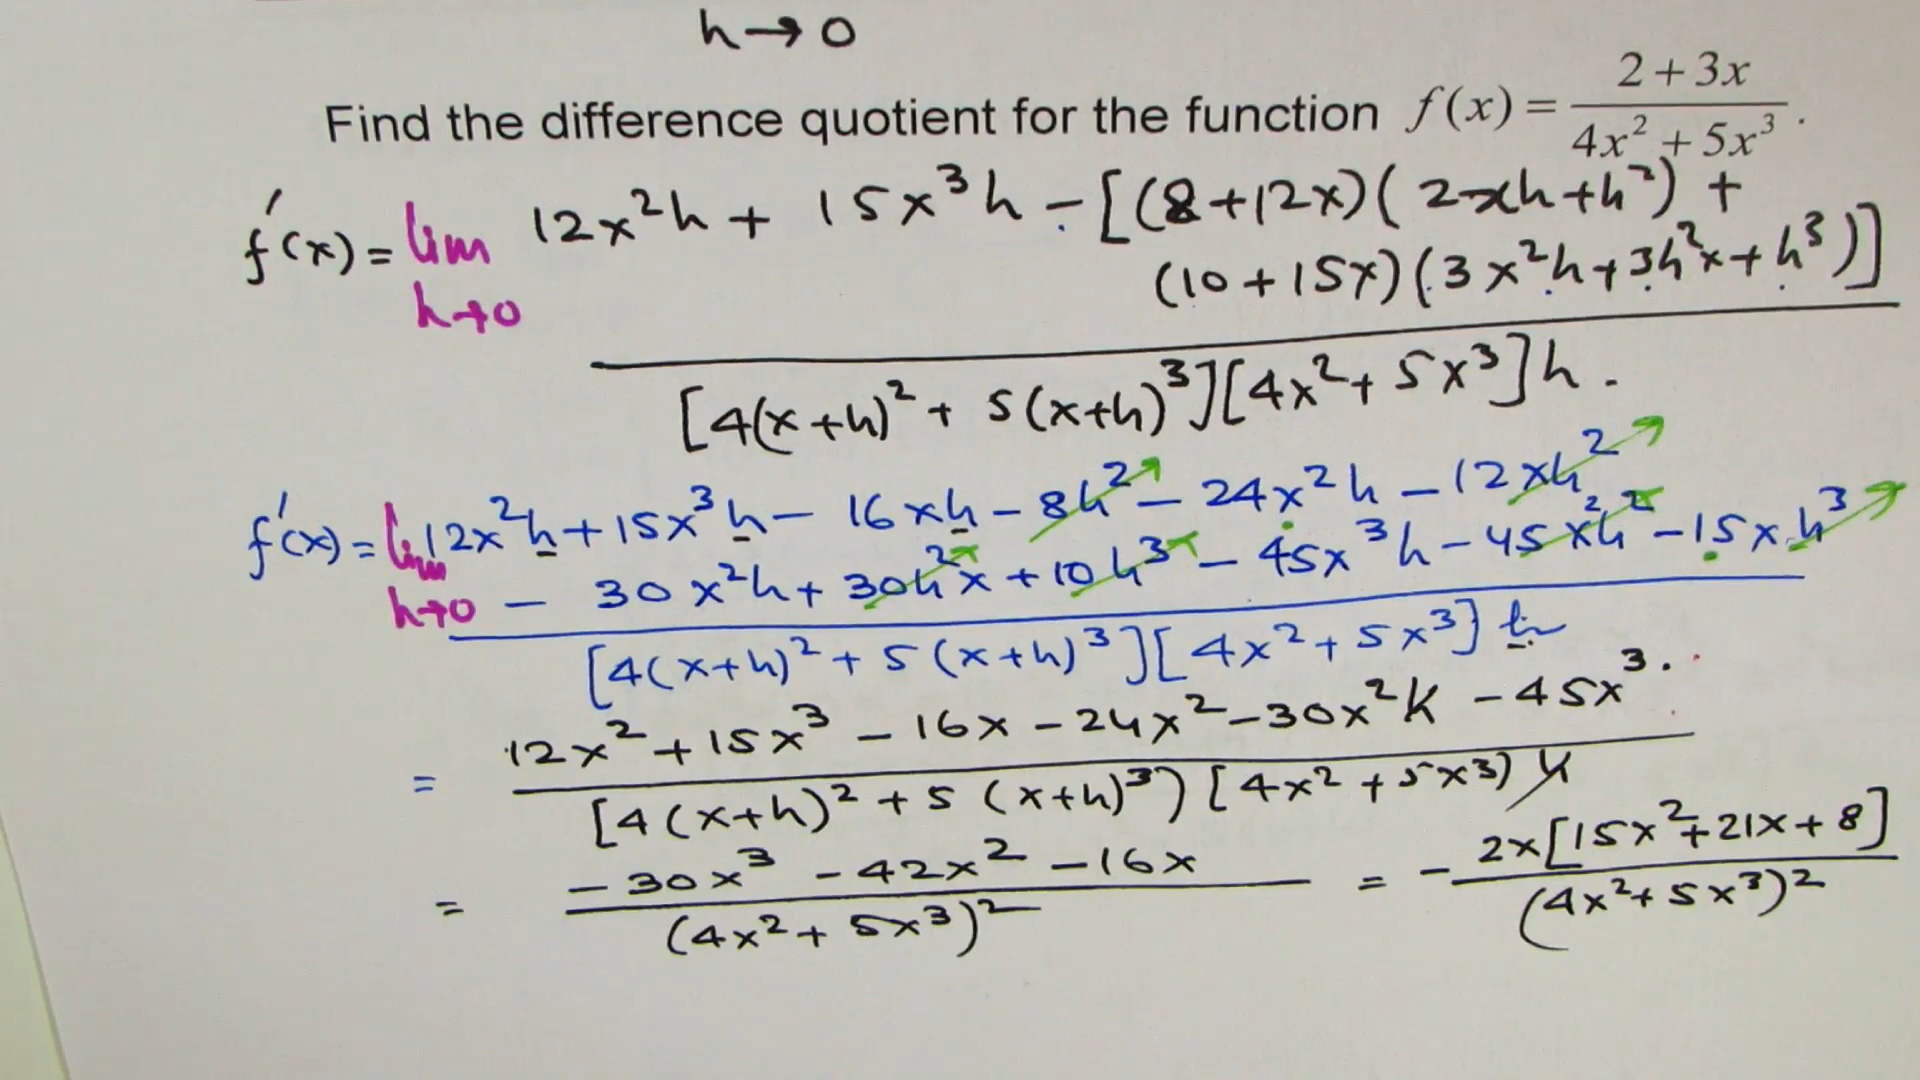 h→0
Find the difference quotient for the function f(x) = (2+3x)/(4x² + 5x³).
f'(x) = lim h→0 12x²h + 15x³h - [(8+12x)(2xh+h²) +
(10+15x)(3x²h+3h²x+h³)]
[4(x+h)² + 5(x+h)³][4x²+5x³]h.
f'(x) = lim h→0 12x²h + 15x³h - 16xh - 8h² - 24x²h - 12xh²
- 30x²h + 30h²x + 10h³ - 45x³h - 45x²h² - 15xh³
[4(x+h)² + 5(x+h)³][4x²+5x³]h
= 12x² + 15x³ - 16x - 24x² - 30x²h - 45x³.
[4(x+h)² + 5(x+h)³)[4x²+5x³)h
= (-30x³ - 42x² - 16x)/(4x²+5x³)² = - 2x[15x²+21x+8]/(4x²+5x³)²